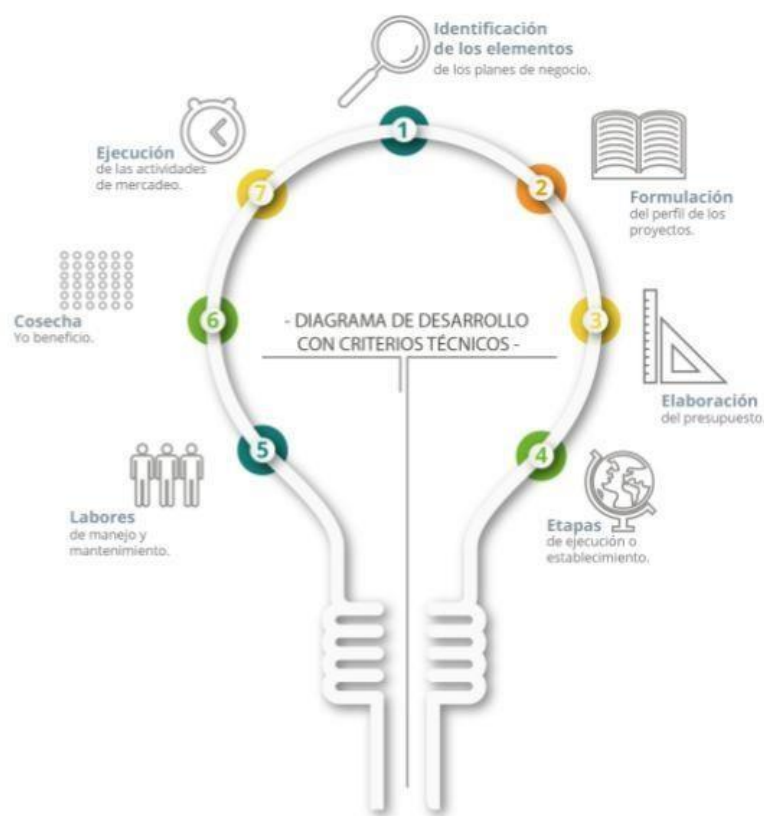 Identificación
de los elementos
de los planes de negocio.
1
2
Formulación
del perfil de los
proyectos.
3
Elaboración
del presupuesto.
4
Etapas
de ejecución o
establecimiento.
5
Labores
de manejo y
mantenimiento.
6
Cosecha
Yo beneficio.
7
Ejecución
de las actividades
de mercadeo.
- DIAGRAMA DE DESARROLLO
CON CRITERIOS TÉCNICOS -